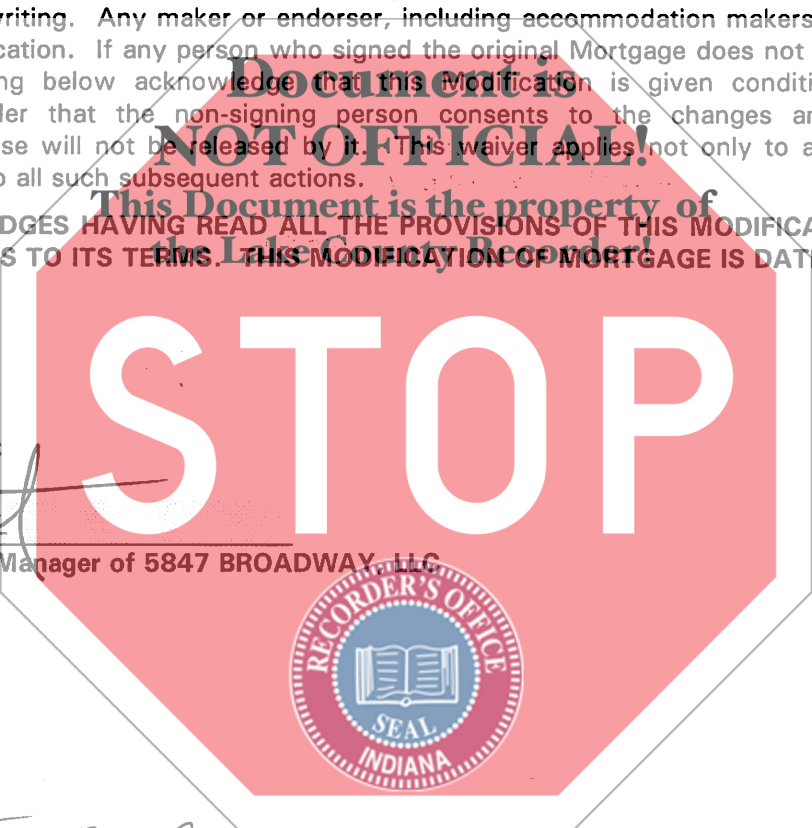 writing. Any maker or endorser, including accommodation makers
cation. If any person who signed the original Mortgage does not
ng below acknowledge that this Modification is given conditi
der that the non-signing person consents to the changes an
se will not be released by it. This waiver applies not only to a
o all such subsequent actions.
Document is
NOT OFFICIAL!
This Document is the property of
the Lake County Recorder!
DGES HAVING READ ALL THE PROVISIONS OF THIS MODIFICA
S TO ITS TERMS. THIS MODIFICATION OF MORTGAGE IS DAT
STOP
Manager of 5847 BROADWAY, LLC
RECORDER'S OFFICE
SEAL
INDIANA